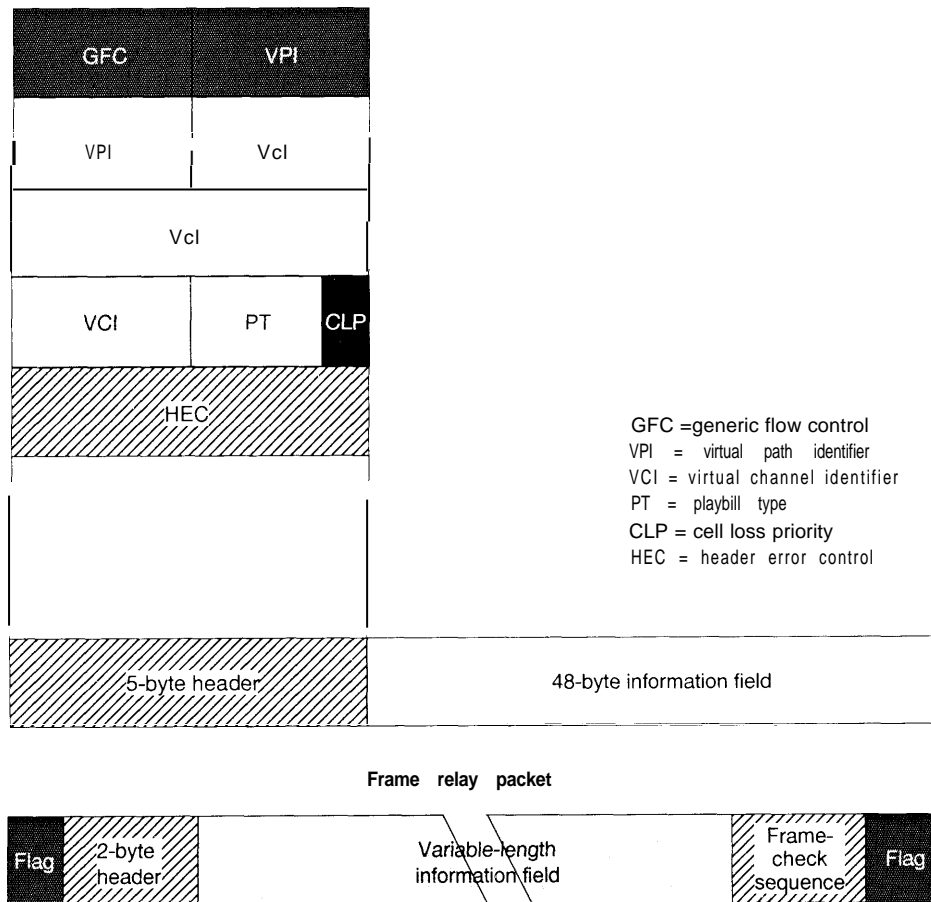 GFC VPI
VPI Vcl
Vcl
VCI PT CLP
HEC
GFC =generic flow control
VPI = virtual path identifier
VCI = virtual channel identifier
PT = playbill type
CLP = cell loss priority
HEC = header error control
5-byte header 48-byte information field
Frame relay packet
Flag
2-byte
header
Variable-length
information field
Frame-
check
sequence
Flag